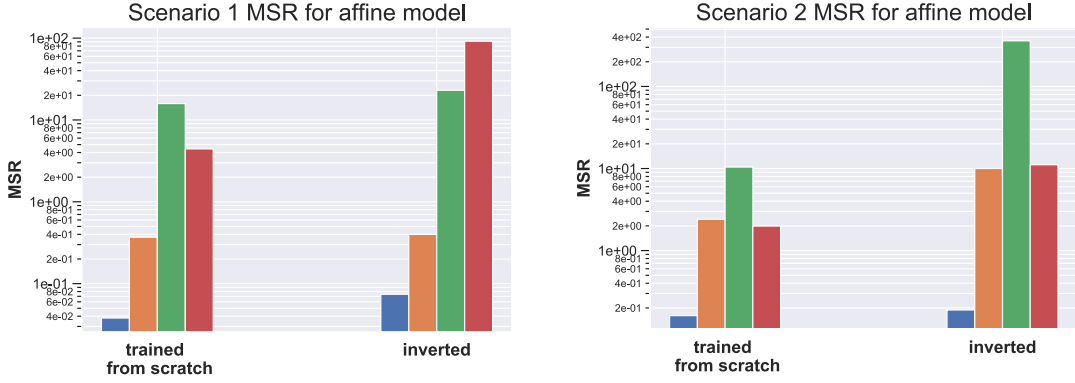 Scenario 1 MSR for affine model
MSR
1e+02
8e+01
6e+01
4e+01
2e+01
1e+01
8e+00
6e+00
4e+00
2e+00
1e+00
8e-01
6e-01
4e-01
2e-01
1e-01
8e-02
6e-02
4e-02
trained
from scratch
inverted
Scenario 2 MSR for affine model
MSR
4e+02
2e+02
1e+02
8e+01
6e+01
4e+01
2e+01
1e+01
8e+00
6e+00
4e+00
2e+00
1e+00
8e-01
6e-01
4e-01
2e-01
trained
from scratch
inverted